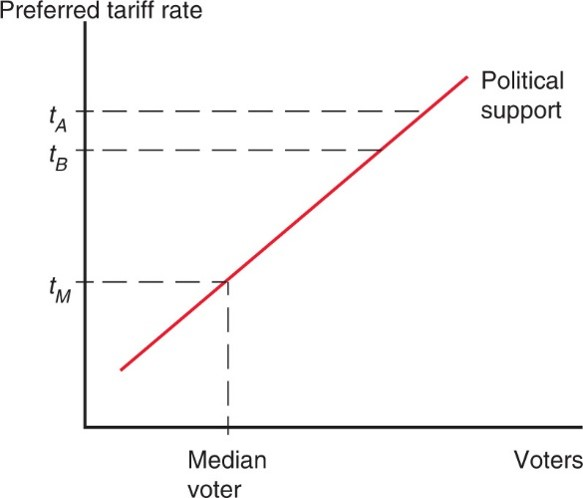 Preferred tariff rate
Political
support
tA
tB
tM
Median
voter
Voters